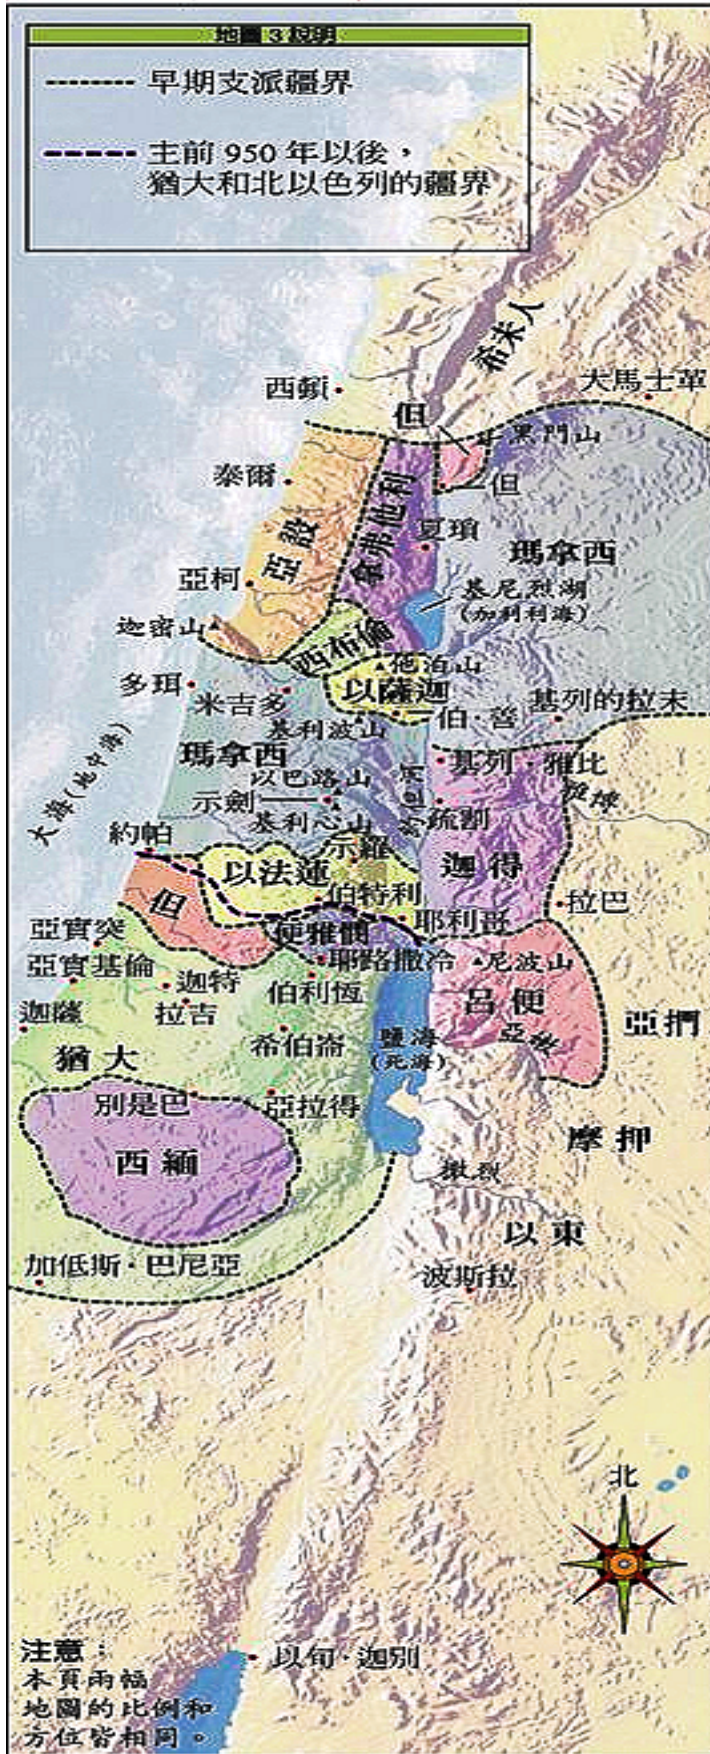 地圖3說明
早期支派疆界
主前950年以後，
猶大和北以色列的疆界
希未人
西頓
大馬士革
但
黑門山
泰爾
但
拿弗他利
亞設
夏瑣
瑪拿西
亞柯
基尼烈湖
(加利利海)
迦密山
西布倫
他泊山
多珥
米吉多
以薩迦
伯·善
基列的拉末
基利波山
瑪拿西
基列·雅比
大海(地中海)
以巴路山
示劍
疏割
基利心山
約帕
示羅
迦得
以法蓮
伯特利
但
耶利哥
拉巴
亞實突
便雅憫
耶路撒冷
尼波山
亞實基倫
迦特
伯利恆
呂便
拉吉
迦薩
希伯崙
鹽海
(死海)
亞捫
猶大
別是巴
亞拉得
摩押
西緬
撒烈
以東
加低斯·巴尼亞
波斯拉
北
以旬·迦別
注意：
本頁兩幅
地圖的比例和
方位皆相同。